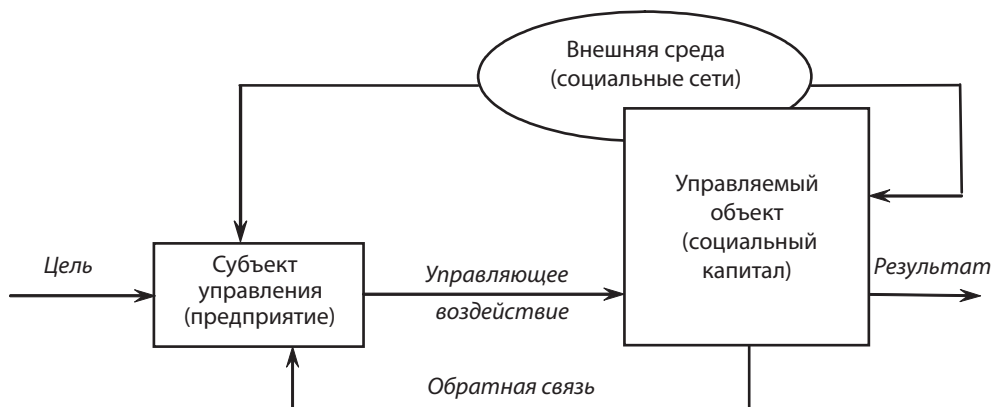 Внешняя среда
(социальные сети)
Управляемый
объект
(социальный
капитал)
Цель
Субъект
управления
(предприятие)
Управляющее
воздействие
Результат
Обратная связь